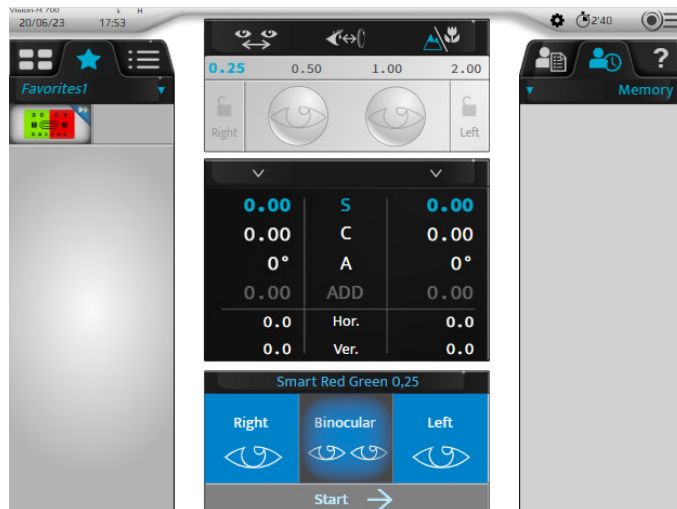 Vision-R 700
20/06/23 17:53
2'40
?
Favorites1
Memory
0.25 0.50 1.00 2.00
Right Left
0.00 S 0.00
0.00 C 0.00
0° A 0°
0.00 ADD 0.00
0.0 Hor. 0.0
0.0 Ver. 0.0
Smart Red Green 0,25
Right Binocular Left
Start